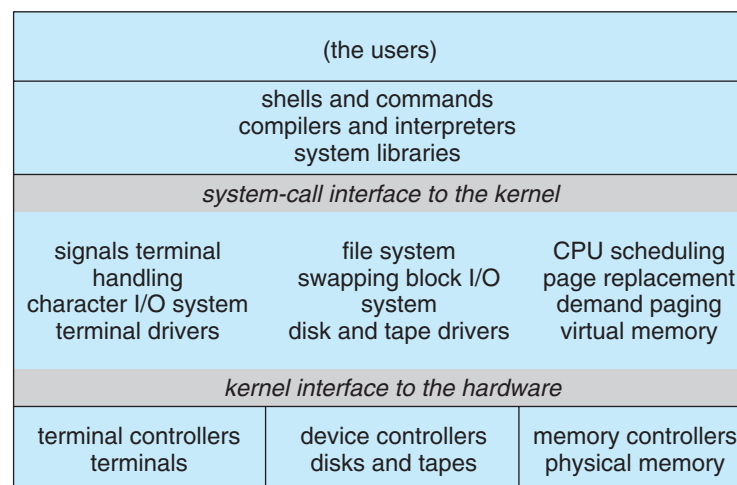 (the users)
shells and commands
compilers and interpreters
system libraries
system-call interface to the kernel
signals terminal
handling
character I/O system
terminal drivers
file system
swapping block I/O
system
disk and tape drivers
CPU scheduling
page replacement
demand paging
virtual memory
kernel interface to the hardware
terminal controllers
terminals
device controllers
disks and tapes
memory controllers
physical memory